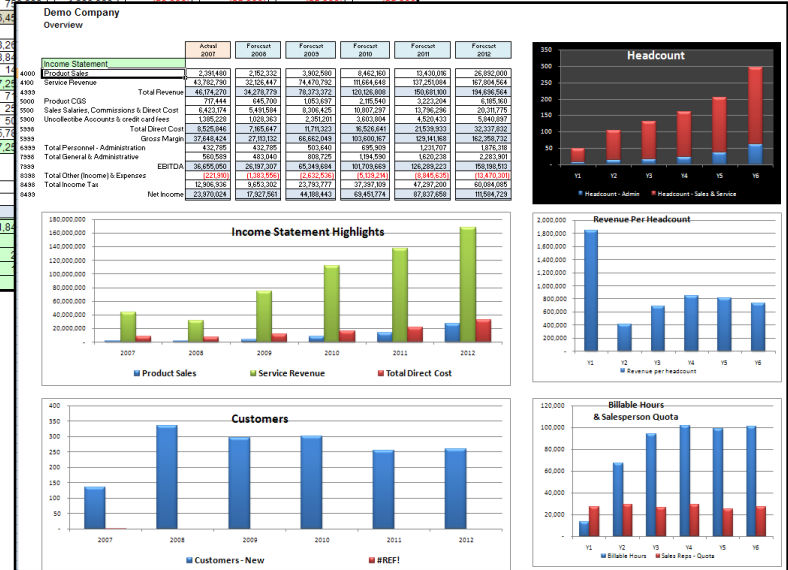 Demo Company
Overview
Actual 2007 Forecast 2008 Forecast 2009 Forecast 2010 Forecast 2011 Forecast 2012
Income Statement
4000 Product Sales 2,391,480 2,152,332 3,902,580 8,462,160 13,430,016 26,892,000
4100 Service Revenue 43,782,790 32,126,447 74,470,792 111,664,648 137,251,084 167,804,564
4999 Total Revenue 46,174,270 34,278,779 78,373,372 120,126,808 150,681,100 194,696,564
5000 Product CGS 717,444 645,700 1,053,697 2,115,540 3,223,204 6,185,160
5500 Sales Salaries, Commissions & Direct Cost 6,423,174 5,491,584 8,306,425 10,807,297 13,796,296 20,311,775
5900 Uncollectible Accounts & credit card fees 1,385,228 1,028,363 2,351,201 3,603,804 4,520,433 5,840,897
5998 Total Direct Cost 8,525,846 7,165,647 11,711,323 16,526,641 21,539,933 32,337,832
5999 Gross Margin 37,648,424 27,113,132 66,662,049 103,600,167 129,141,168 162,358,732
6999 Total Personnel - Administration 432,785 432,785 503,640 695,909 1,231,707 1,876,318
7998 Total General & Administrative 560,589 483,040 808,725 1,194,590 1,620,238 2,283,901
7999 EBITDA 36,655,050 26,197,307 65,349,684 101,709,669 126,289,223 158,198,513
8398 Total Other (Income) & Expenses (221,910) (1,383,556) (2,632,536) (5,139,214) (8,845,635) (13,470,301)
8498 Total Income Tax 12,906,936 9,653,302 23,793,777 37,397,109 47,297,200 60,084,085
8499 Net Income 23,970,024 17,927,561 44,188,443 69,451,774 87,837,658 111,584,729
Headcount
350
300
250
200
150
100
50
-
Y1 Y2 Y3 Y4 Y5 Y6
Headcount - Admin Headcount - Sales & Service
Income Statement Highlights
180,000,000
160,000,000
140,000,000
120,000,000
100,000,000
80,000,000
60,000,000
40,000,000
20,000,000
-
2007 2008 2009 2010 2011 2012
Product Sales Service Revenue Total Direct Cost
Revenue Per Headcount
2,000,000
1,800,000
1,600,000
1,400,000
1,200,000
1,000,000
800,000
600,000
400,000
200,000
-
Y1 Y2 Y3 Y4 Y5 Y6
Revenue per headcount
Customers
400
350
300
250
200
150
100
50
-
2007 2008 2009 2010 2011 2012
Customers - New #REF!
Billable Hours
& Salesperson Quota
120,000
100,000
80,000
60,000
40,000
20,000
-
Y1 Y2 Y3 Y4 Y5 Y6
Billable Hours Sales Reps - Quota